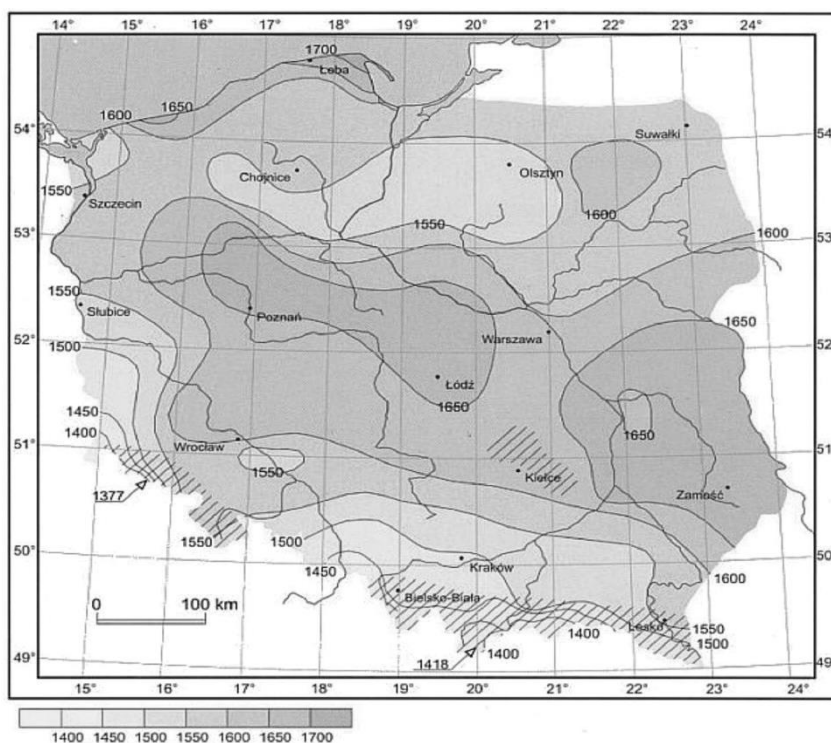 14° 15° 16° 17° 18° 19° 20° 21° 22° 23°
1700
Łeba
1650
1600
54° 54
Suwałki
Chojnice
Olsztyn
1550
Szczecin
1550
1600
53° 1600 53
1550
Słubice
Poznań
1650
52° Warszawa 52
1500
Łódź
1650
1450
1400
51° Wrocław 1650 51
1550
Kielce
1377
Zamość
1550
1500
50° 50
Kraków
1450
1600
0 100 km
Bielsko-Biała
Lesko
1550
1400
1500
49° 1418 1400 49
15° 16° 17° 18° 19° 20° 21° 22° 23° 24°
1400 1450 1500 1550 1600 1650 1700